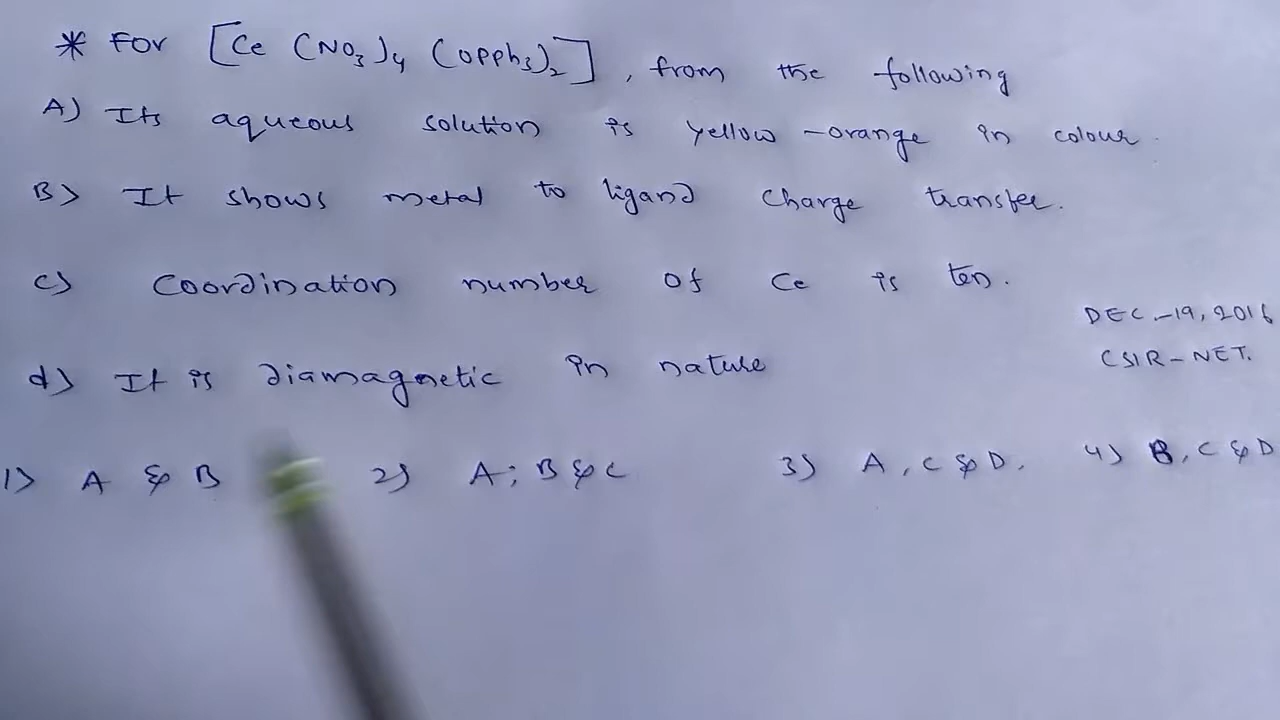 * For [Ce (NO3)4 (OPPh3)2], from the following
A) Its aqueous solution is yellow-orange in colour.
B) It shows metal to ligand charge transfer.
c) Coordination number of Ce is ten.
DEC-19, 2016
CSIR-NET.
d) It is diamagnetic in nature
1) A & B 2) A; B & C 3) A, C & D. 4) B, C & D